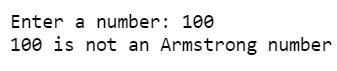 Enter a number: 100
100 is not an Armstrong number